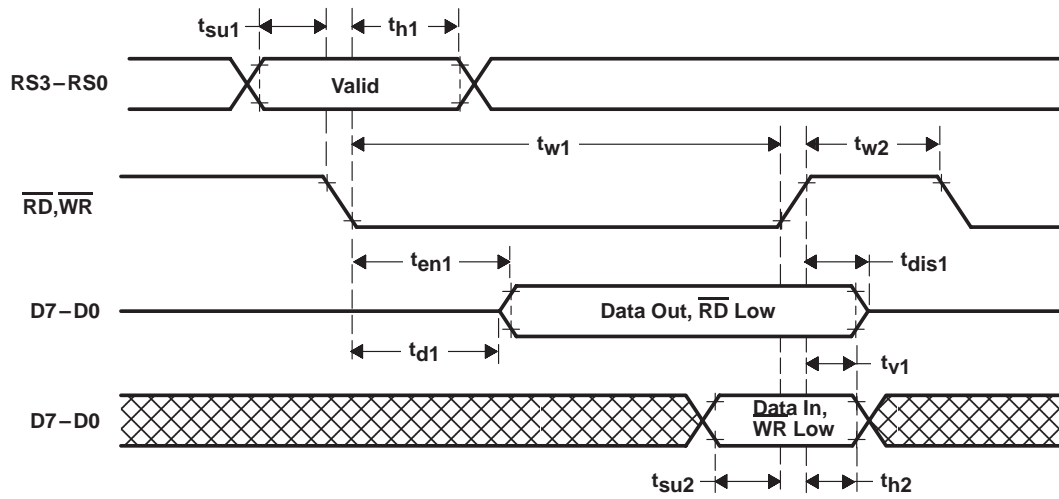 tsu1
th1
RS3–RS0
Valid
tw1
tw2
RD,WR
ten1
tdis1
D7–D0
Data Out, RD Low
td1
tv1
D7–D0
Data In,
WR Low
tsu2
th2